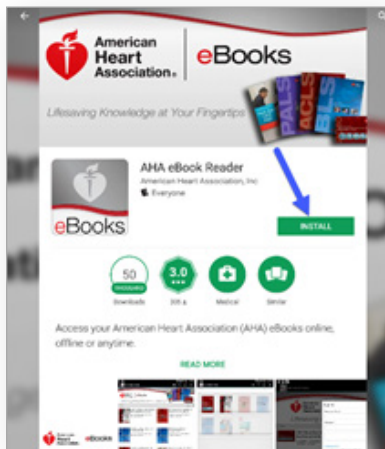 American
Heart
Association®
eBooks
Lifesaving Knowledge at Your Fingertips
PALS
ACLS
BLS
AHA eBook Reader
American Heart Association, Inc
Everyone
eBooks
INSTALL
50
3.0
Downloads
Medical
Similar
Access your American Heart Association (AHA) eBooks online,
offline or anytime.
READ MORE
eBooks